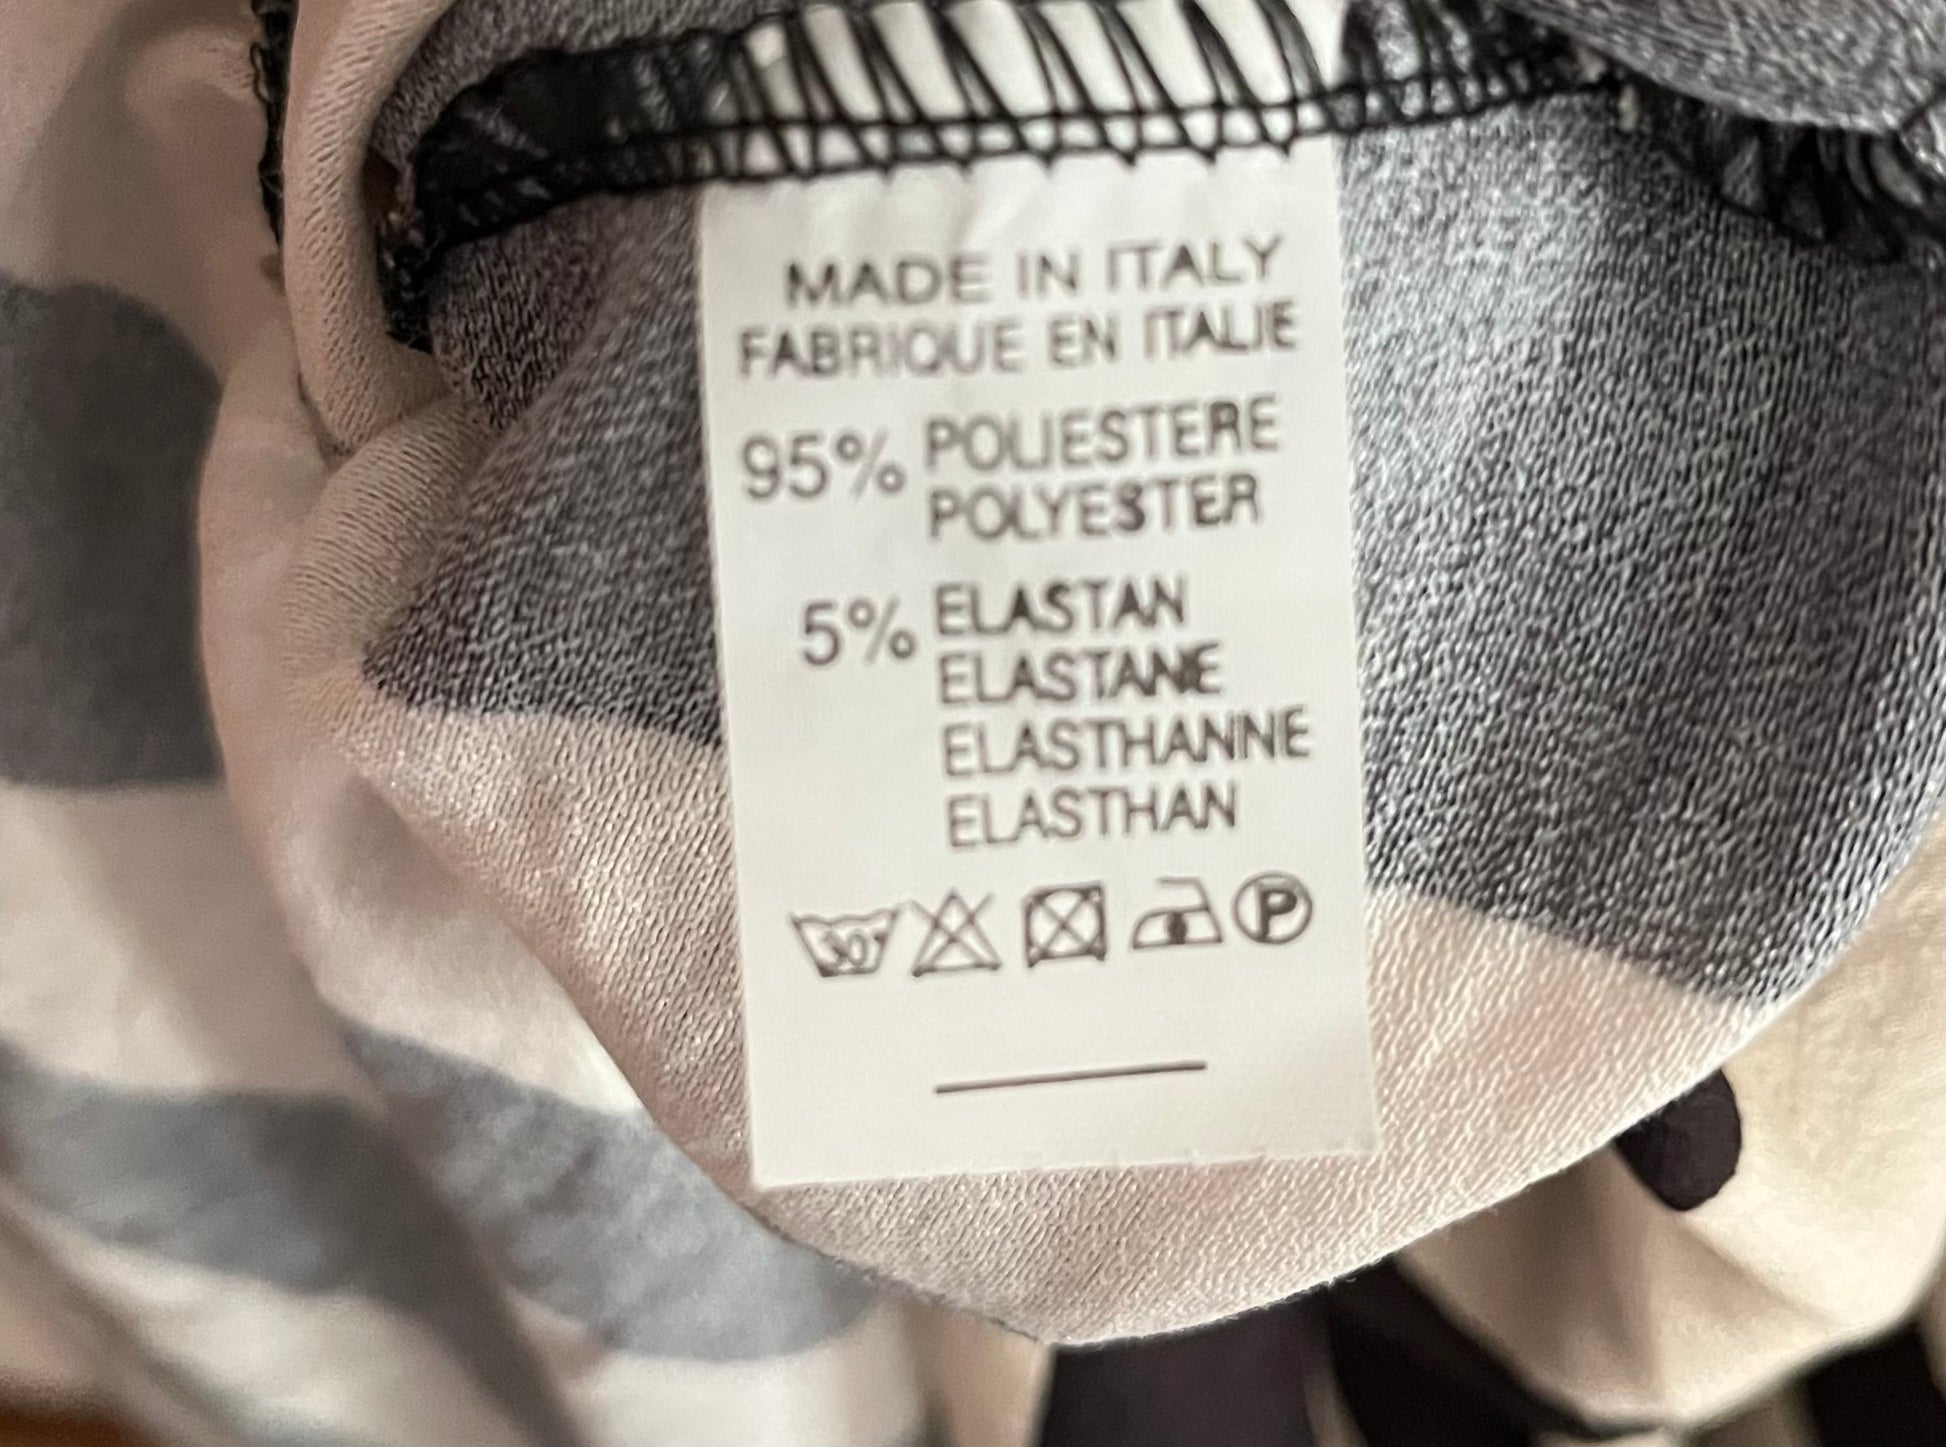 MADE IN ITALY
FABRIQUE EN ITALIE
95% POLIESTERE
POLYESTER
5% ELASTAN
ELASTANE
ELASTHANNE
ELASTHAN
30° P